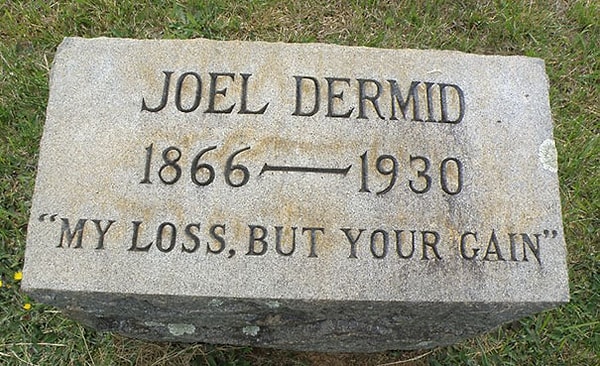 JOEL DERMID
1866—1930
“MY LOSS, BUT YOUR GAIN”